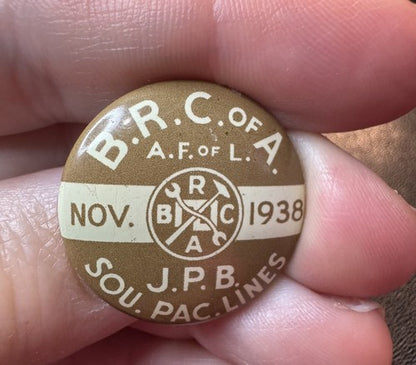 B.R.C. OF A.
A.F. OF L.
NOV. 1938
R
B C
A
J.P.B.
SOU. PAC. LINES